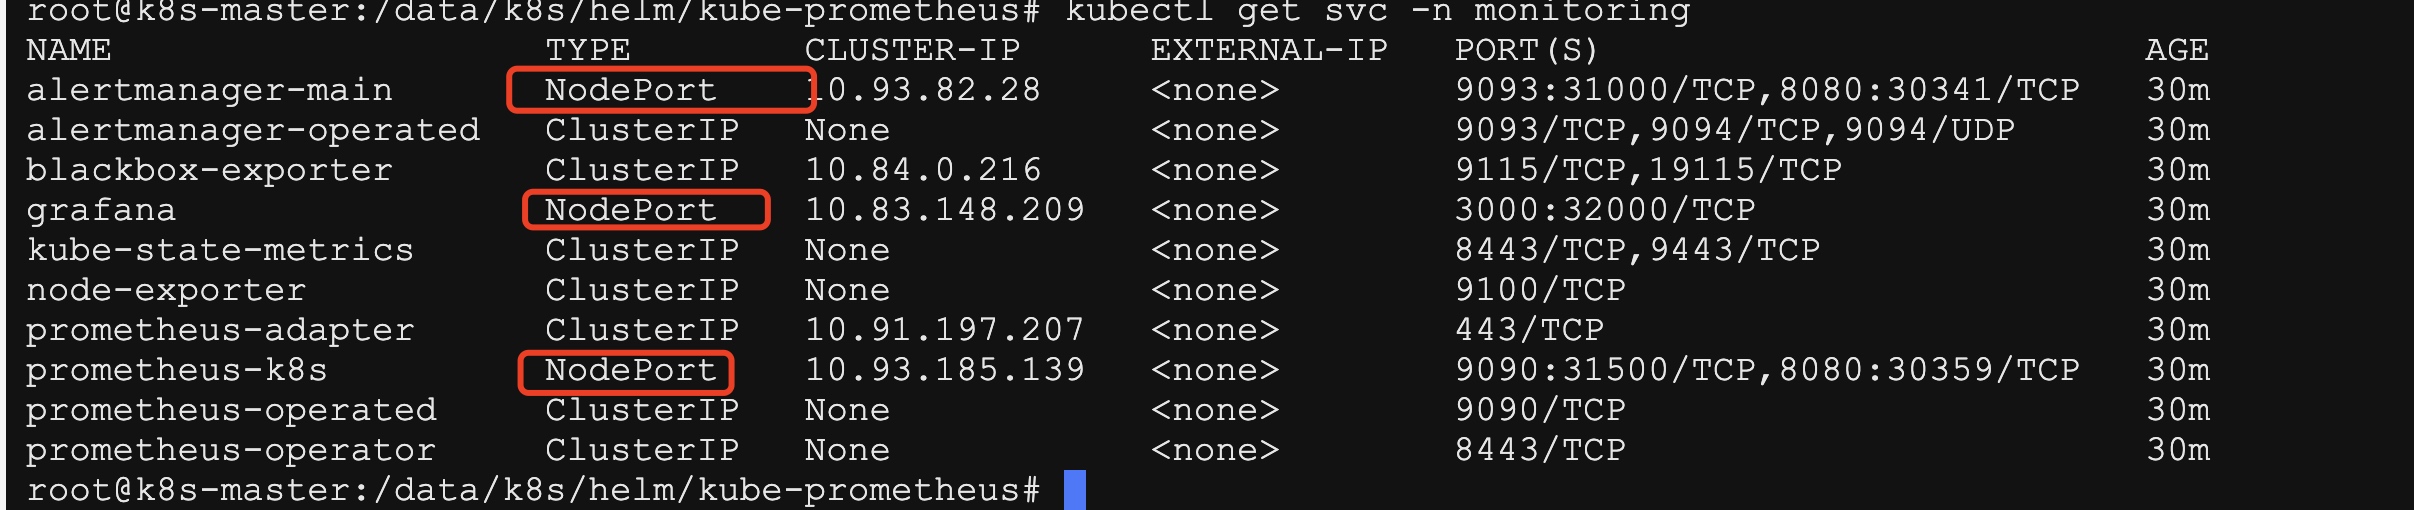 root@k8s-master:/data/k8s/helm/kube-prometheus# kubectl get svc -n monitoring
NAME TYPE CLUSTER-IP EXTERNAL-IP PORT(S) AGE
alertmanager-main NodePort 10.93.82.28 <none> 9093:31000/TCP,8080:30341/TCP 30m
alertmanager-operated ClusterIP None <none> 9093/TCP,9094/TCP,9094/UDP 30m
blackbox-exporter ClusterIP 10.84.0.216 <none> 9115/TCP,19115/TCP 30m
grafana NodePort 10.83.148.209 <none> 3000:32000/TCP 30m
kube-state-metrics ClusterIP None <none> 8443/TCP,9443/TCP 30m
node-exporter ClusterIP None <none> 9100/TCP 30m
prometheus-adapter ClusterIP 10.91.197.207 <none> 443/TCP 30m
prometheus-k8s NodePort 10.93.185.139 <none> 9090:31500/TCP,8080:30359/TCP 30m
prometheus-operated ClusterIP None <none> 9090/TCP 30m
prometheus-operator ClusterIP None <none> 8443/TCP 30m
root@k8s-master:/data/k8s/helm/kube-prometheus#